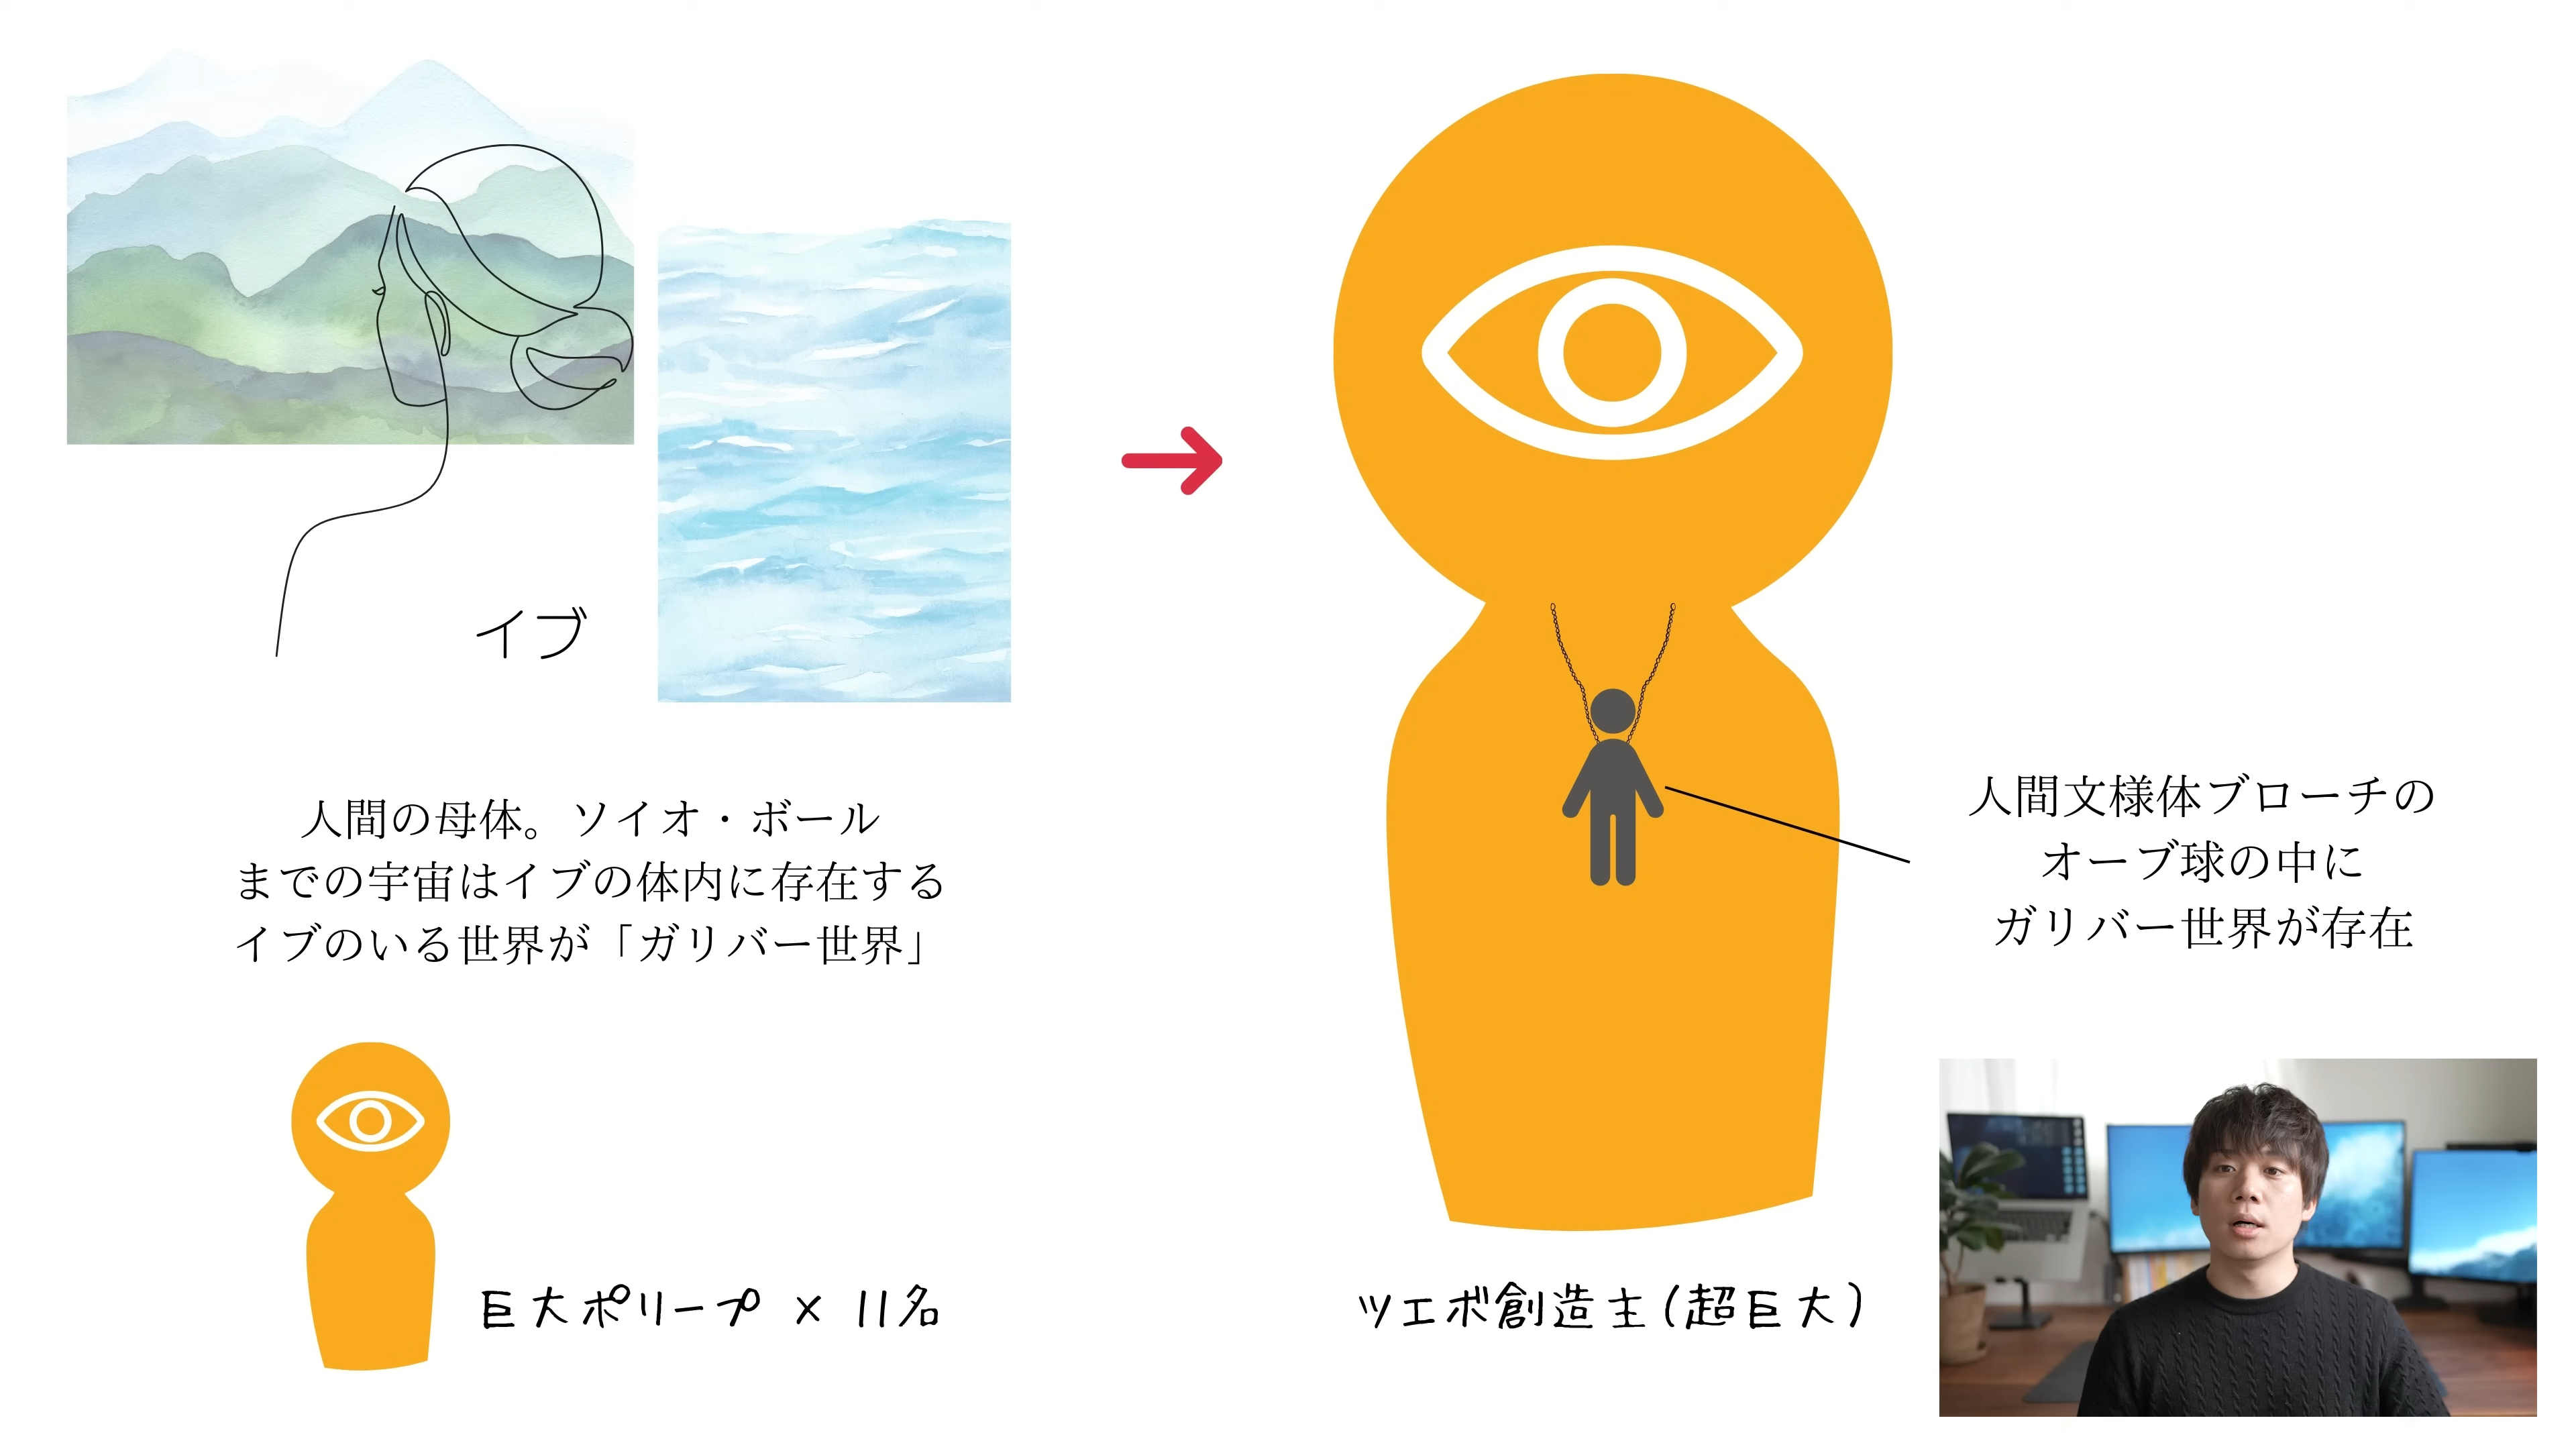 イブ
人間の母体。ソイオ・ボール
までの宇宙はイブの体内に存在する
イブのいる世界が「ガリバー世界」
巨大ポリープ × 11名
人間文様体ブローチの
オーブ球の中に
ガリバー世界が存在
ツエボ創造主(超巨大)